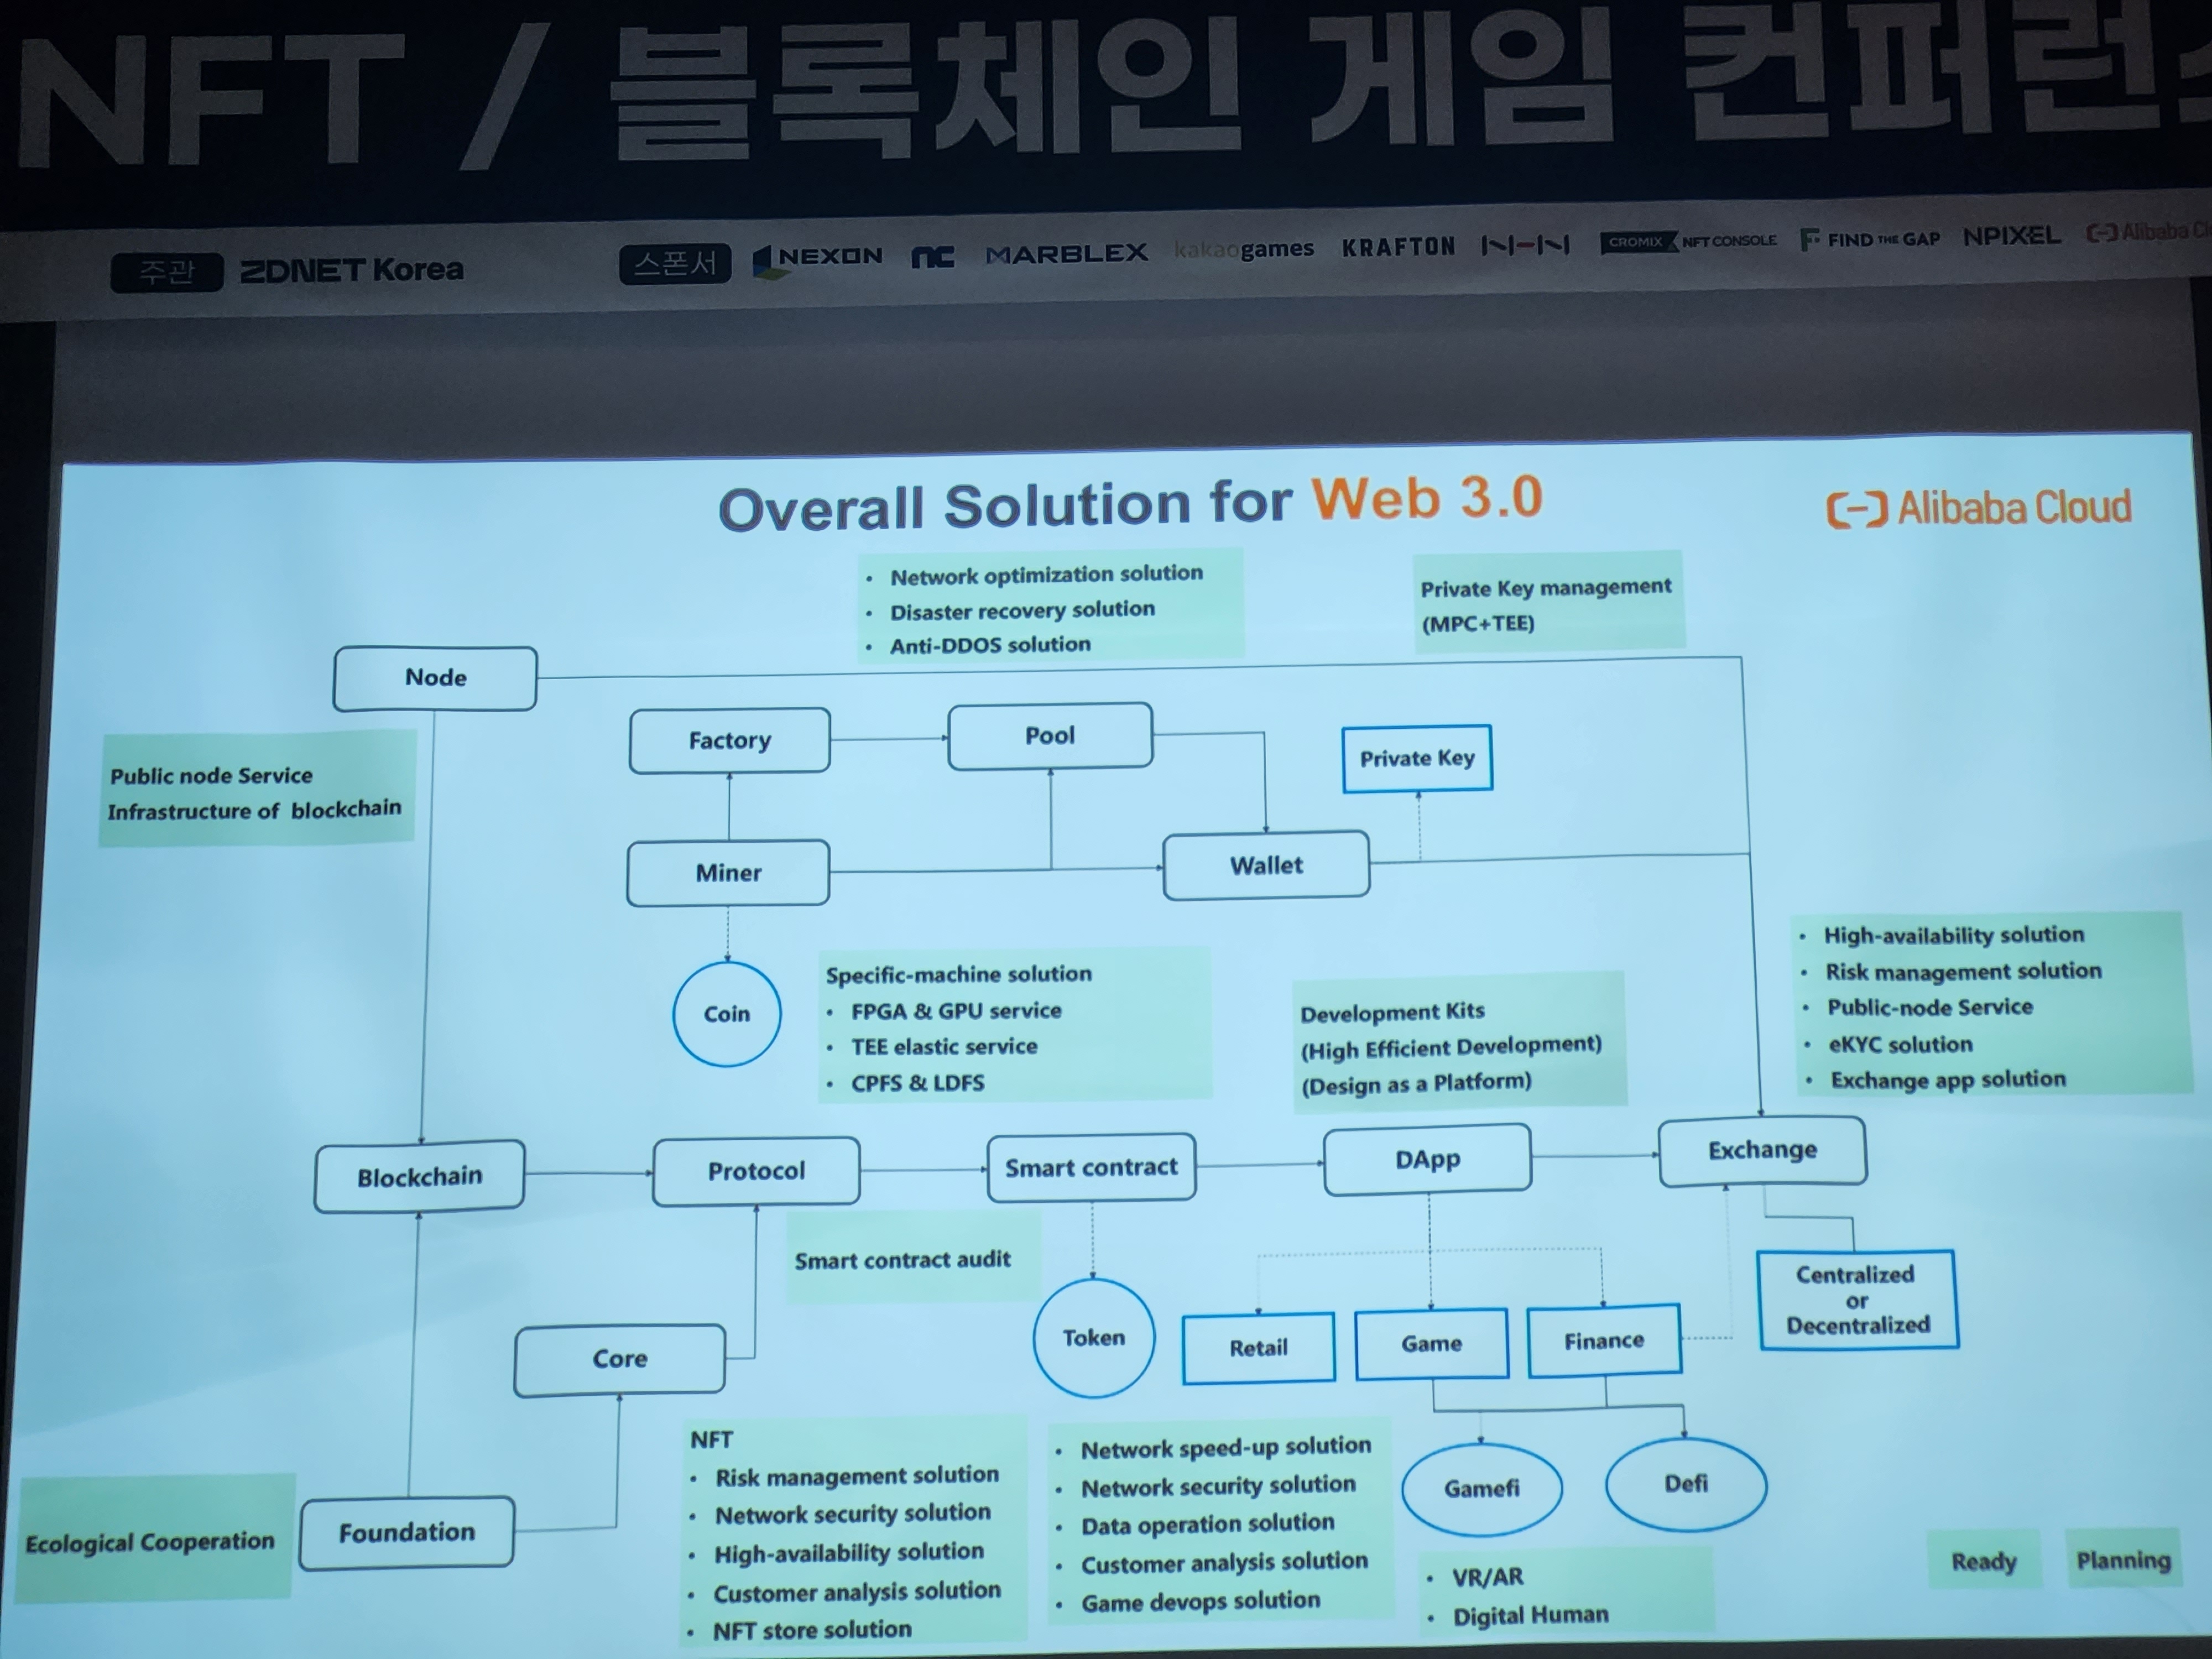 NFT / 블록체인 게임 컨퍼런스
주관 ZDNET Korea 스폰서 NEXON NC MARBLEX kakaogames KRAFTON NHN CROMIX NFT CONSOLE FIND THE GAP NPIXEL Alibaba Cl
Overall Solution for Web 3.0
Alibaba Cloud
• Network optimization solution
• Disaster recovery solution
• Anti-DDOS solution
Private Key management
(MPC+TEE)
Node
Factory
Pool
Private Key
Public node Service
Infrastructure of blockchain
Miner
Wallet
Coin
Specific-machine solution
• FPGA & GPU service
• TEE elastic service
• CPFS & LDFS
Development Kits
(High Efficient Development)
(Design as a Platform)
• High-availability solution
• Risk management solution
• Public-node Service
• eKYC solution
• Exchange app solution
Blockchain
Protocol
Smart contract
DApp
Exchange
Smart contract audit
Centralized
or
Decentralized
Core
Token
Retail
Game
Finance
Ecological Cooperation
Foundation
NFT
• Risk management solution
• Network security solution
• High-availability solution
• Customer analysis solution
• NFT store solution
• Network speed-up solution
• Network security solution
• Data operation solution
• Customer analysis solution
• Game devops solution
Gamefi
Defi
• VR/AR
• Digital Human
Ready
Planning